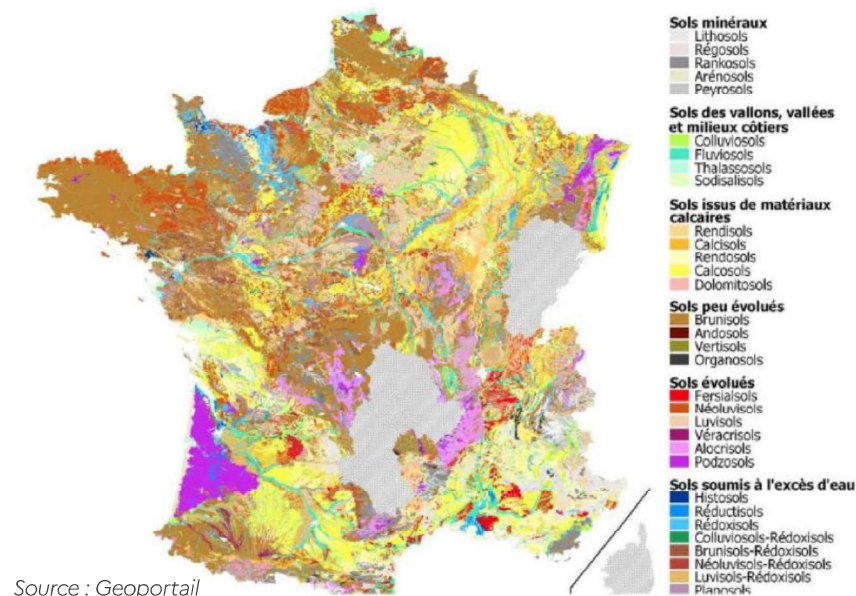 Sols minéraux
Lithosols
Régosols
Rankosols
Arénosols
Peyrosols
Sols des vallons, vallées
et milieux côtiers
Colluviosols
Fluviosols
Thalassosols
Sodisalisols
Sols issus de matériaux
calcaires
Rendisols
Calcisols
Rendosols
Calcosols
Dolomitosols
Sols peu évolués
Brunisols
Andosols
Vertisols
Organosols
Sols évolués
Fersialsols
Néoluvisols
Luvisols
Véracrisols
Alocrisols
Podzosols
Sols soumis à l'excès d'eau
Histosols
Réductisols
Rédoxisols
Colluviosols-Rédoxisols
Brunisols-Rédoxisols
Néoluvisols-Rédoxisols
Luvisols-Rédoxisols
Planosols
Source : Geoportail